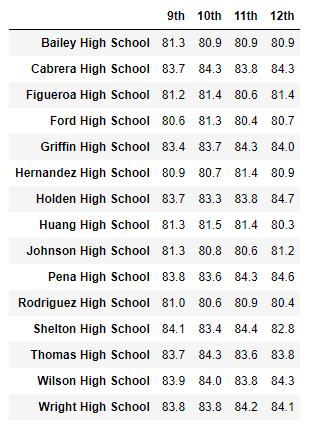 9th 10th 11th 12th
Bailey High School 81.3 80.9 80.9 80.9
Cabrera High School 83.7 84.3 83.8 84.3
Figueroa High School 81.2 81.4 80.6 81.4
Ford High School 80.6 81.3 80.4 80.7
Griffin High School 83.4 83.7 84.3 84.0
Hernandez High School 80.9 80.7 81.4 80.9
Holden High School 83.7 83.3 83.8 84.7
Huang High School 81.3 81.5 81.4 80.3
Johnson High School 81.3 80.8 80.6 81.2
Pena High School 83.8 83.6 84.3 84.6
Rodriguez High School 81.0 80.6 80.9 80.4
Shelton High School 84.1 83.4 84.4 82.8
Thomas High School 83.7 84.3 83.6 83.8
Wilson High School 83.9 84.0 83.8 84.3
Wright High School 83.8 83.8 84.2 84.1